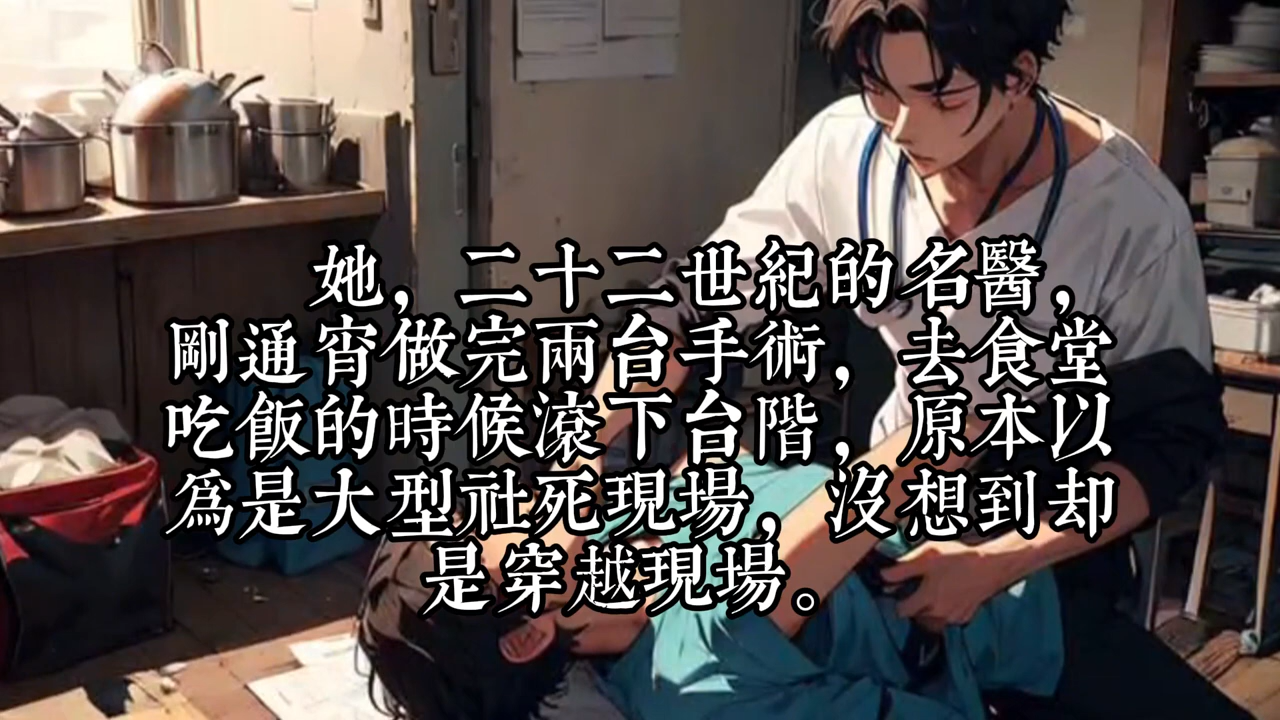 她，二十二世紀的名醫，
剛通宵做完兩台手術，去食堂
吃飯的時候滾下台階，原本以
爲是大型社死現場，沒想到却
是穿越現場。